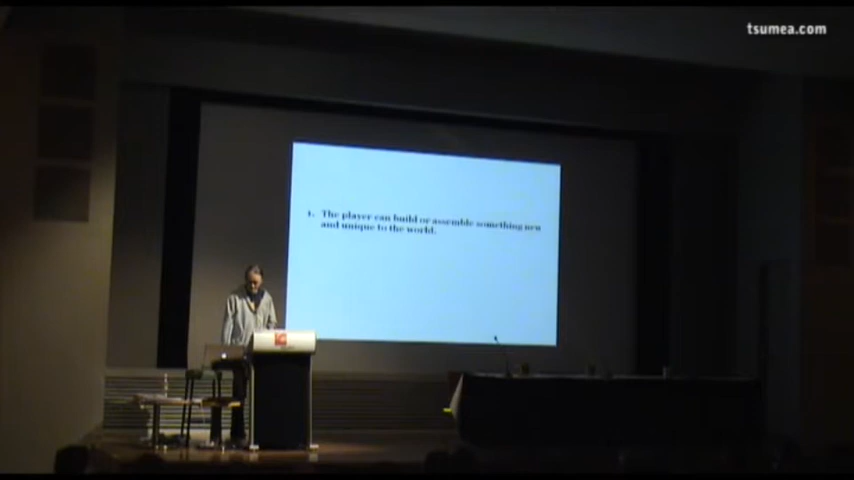 tsumea.com
1. The player can build or assemble something new
and unique to the world.